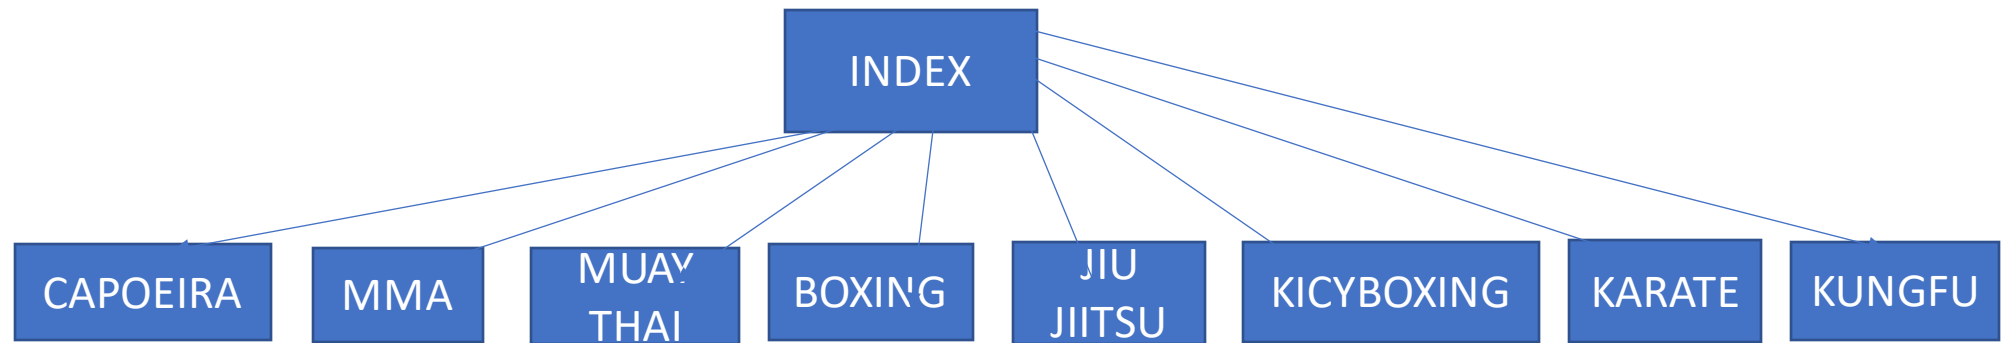 INDEX
CAPOEIRA
MMA
MUAY
THAI
BOXING
JIU
JIITSU
KICYBOXING
KARATE
KUNGFU